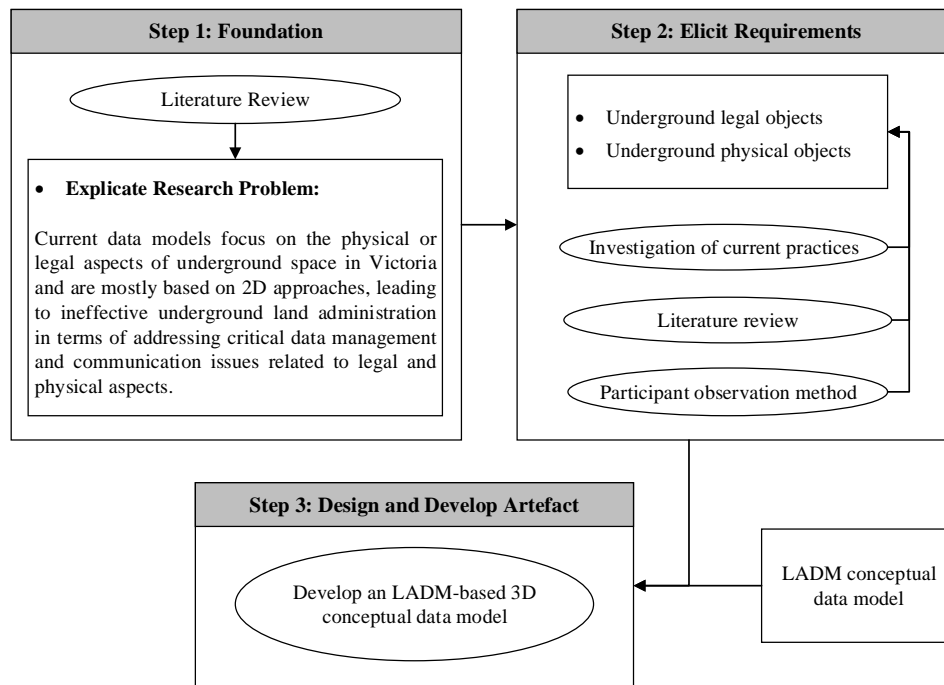 Step 1: Foundation
Literature Review
• Explicate Research Problem:
Current data models focus on the physical or
legal aspects of underground space in Victoria
and are mostly based on 2D approaches, leading
to ineffective underground land administration
in terms of addressing critical data management
and communication issues related to legal and
physical aspects.
Step 2: Elicit Requirements
• Underground legal objects
• Underground physical objects
Investigation of current practices
Literature review
Participant observation method
Step 3: Design and Develop Artefact
Develop an LADM-based 3D
conceptual data model
LADM conceptual
data model